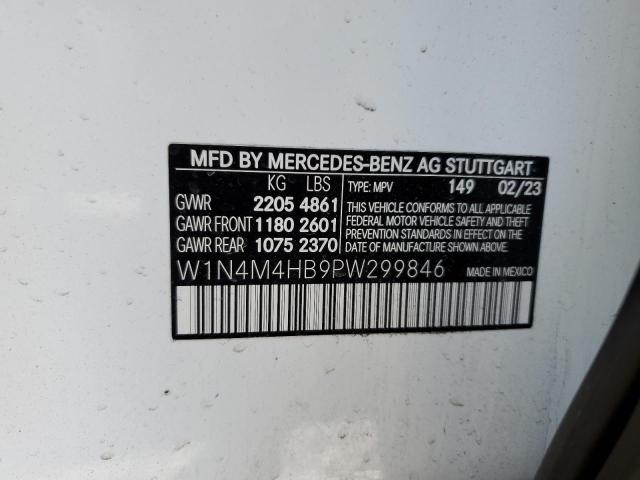 MFD BY MERCEDES-BENZ AG STUTTGART
KG LBS TYPE: MPV 149 02/23
GVWR 2205 4861 THIS VEHICLE CONFORMS TO ALL APPLICABLE
GAWR FRONT 1180 2601 FEDERAL MOTOR VEHICLE SAFETY AND THEFT
GAWR REAR 1075 2370 PREVENTION STANDARDS IN EFFECT ON THE DATE
OF MANUFACTURE SHOWN ABOVE.
W1N4M4HB9PW299846 MADE IN MEXICO